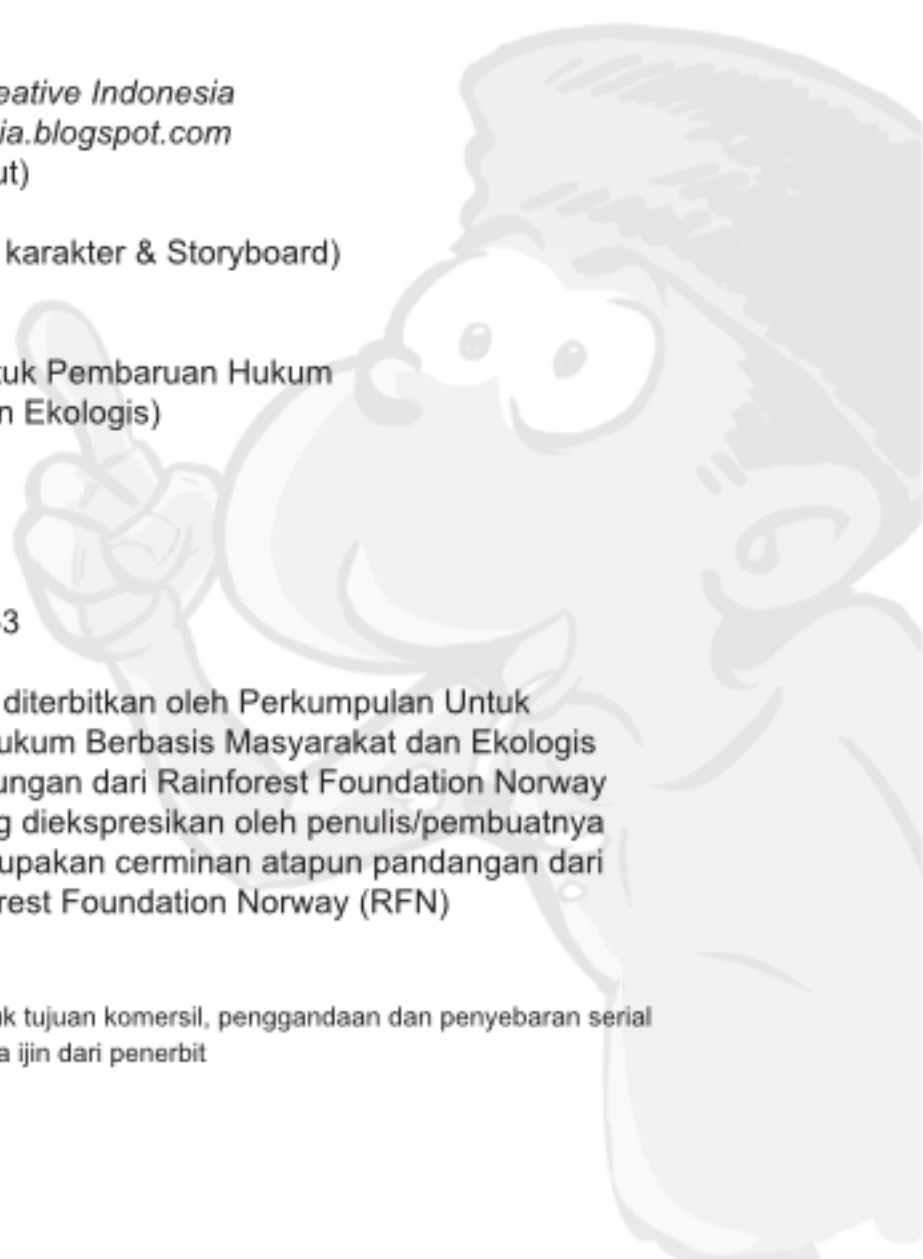 eative Indonesia
ia.blogspot.com
ut)
karakter & Storyboard)
tuk Pembaruan Hukum
n Ekologis)
3
diterbitkan oleh Perkumpulan Untuk
ukum Berbasis Masyarakat dan Ekologis
ungan dari Rainforest Foundation Norway
g diekspresikan oleh penulis/pembuatnya
upakan cerminan atapun pandangan dari
rest Foundation Norway (RFN)
uk tujuan komersil, penggandaan dan penyebaran serial
a ijin dari penerbit